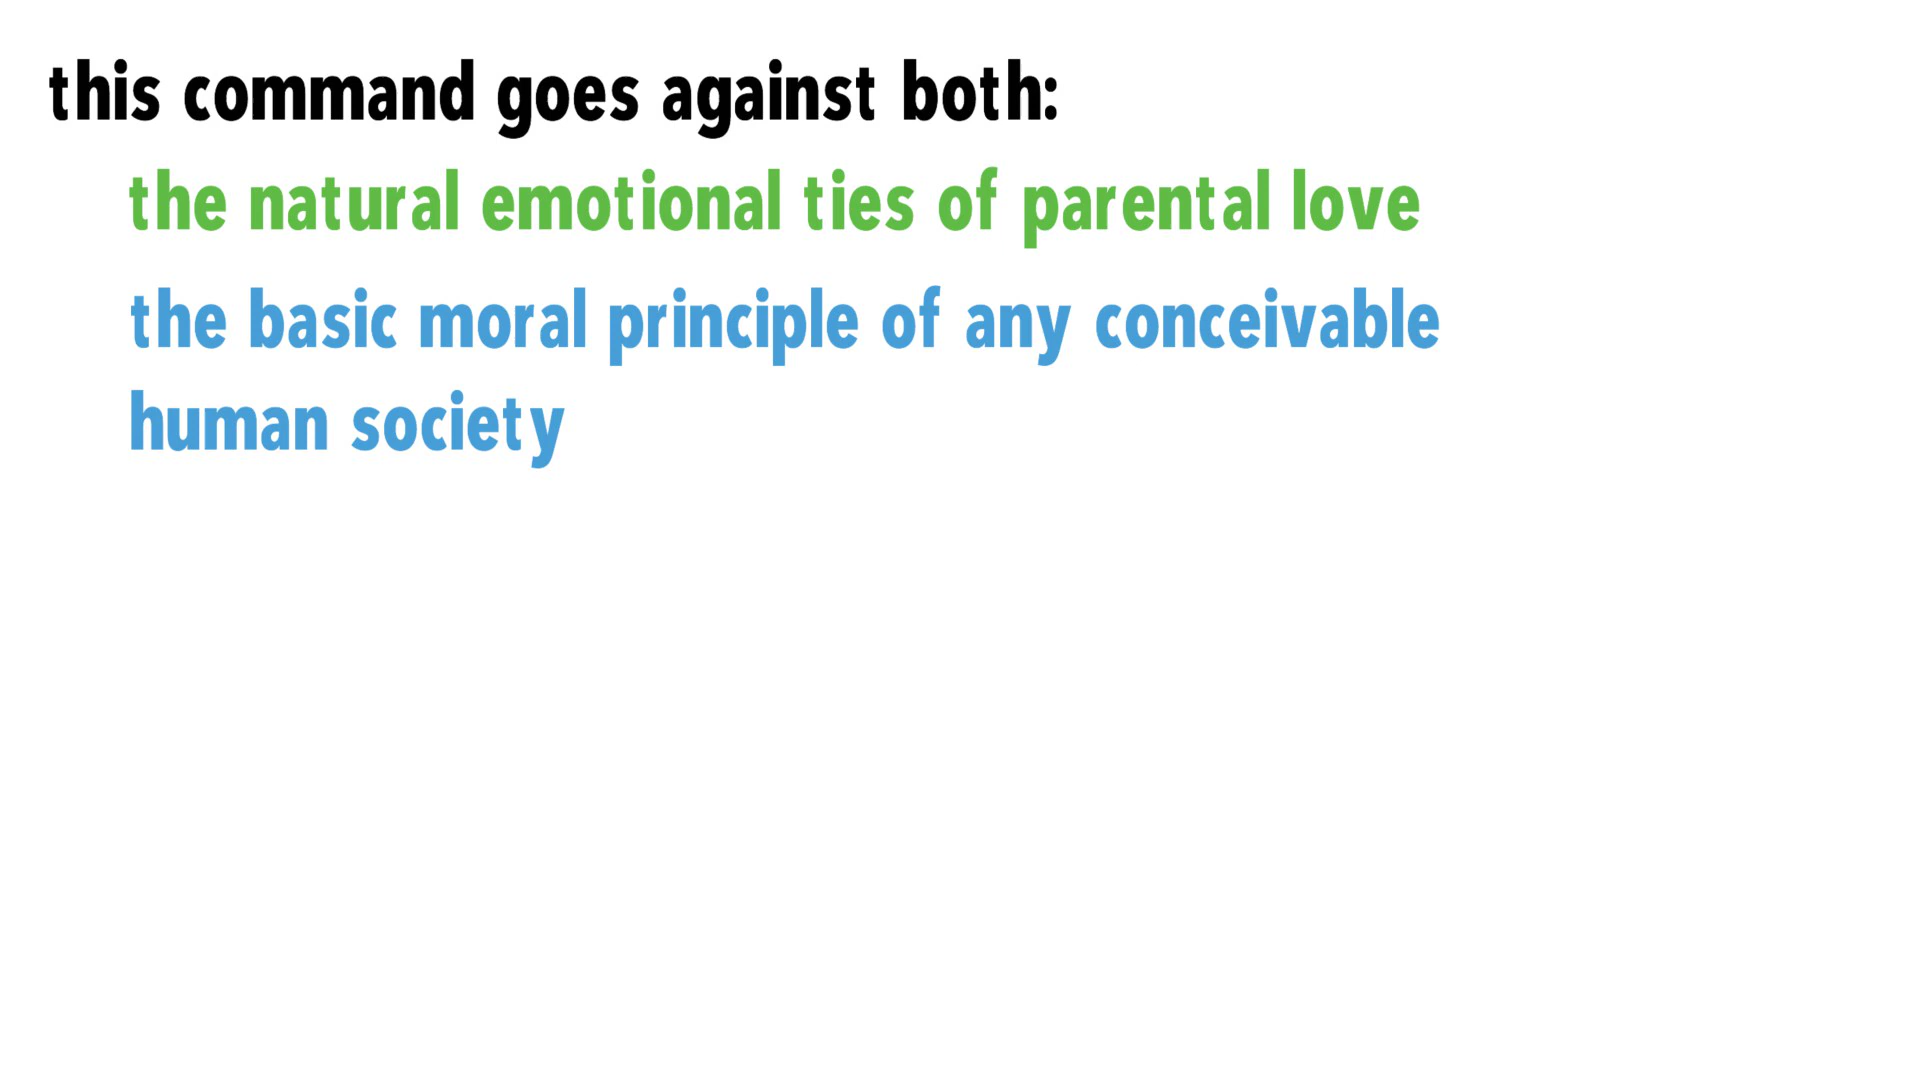 this command goes against both:
the natural emotional ties of parental love
the basic moral principle of any conceivable
human society